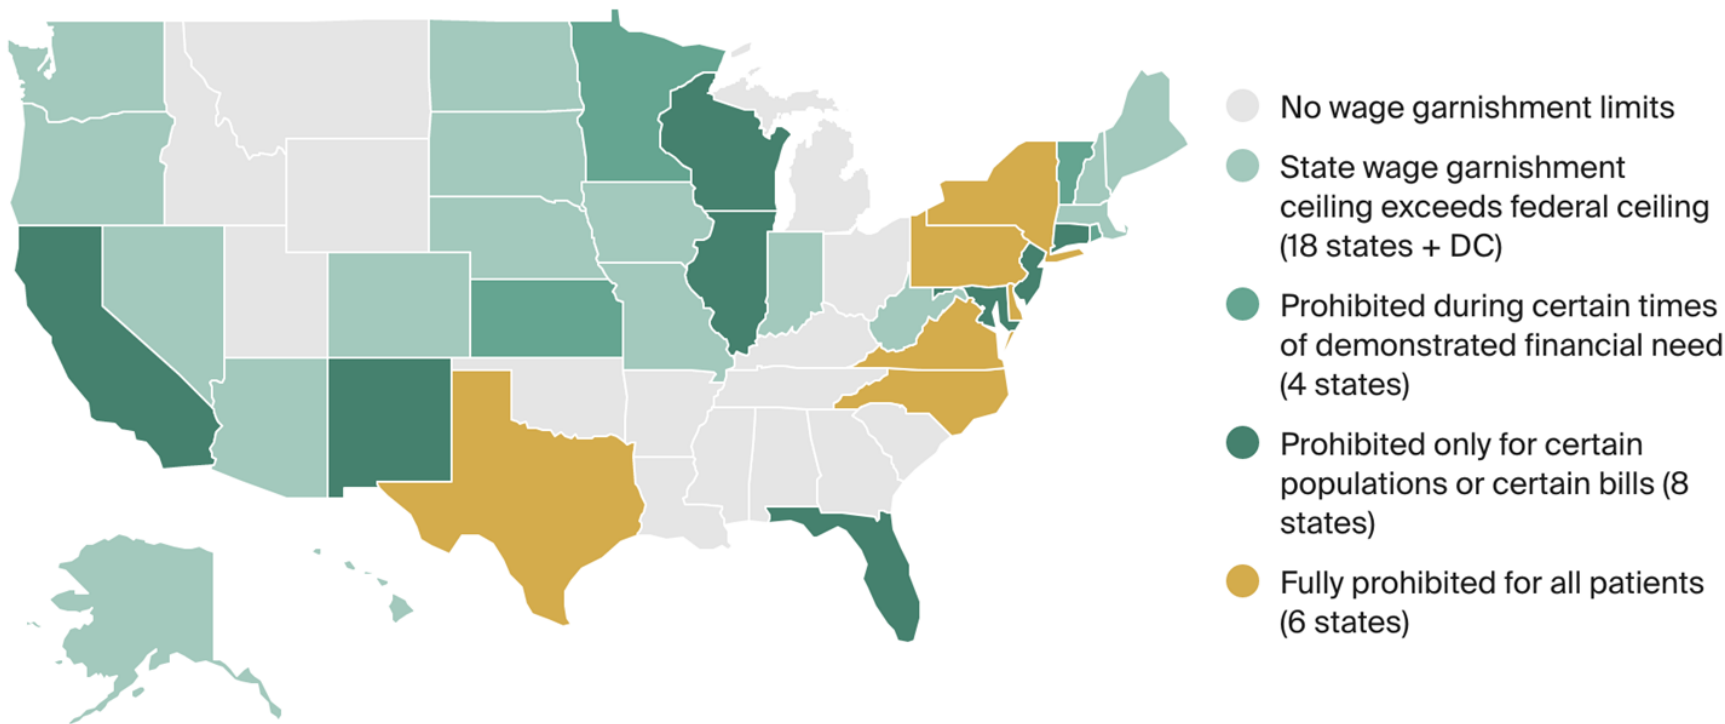 No wage garnishment limits
State wage garnishment
ceiling exceeds federal ceiling
(18 states + DC)
Prohibited during certain times
of demonstrated financial need
(4 states)
Prohibited only for certain
populations or certain bills (8
states)
Fully prohibited for all patients
(6 states)